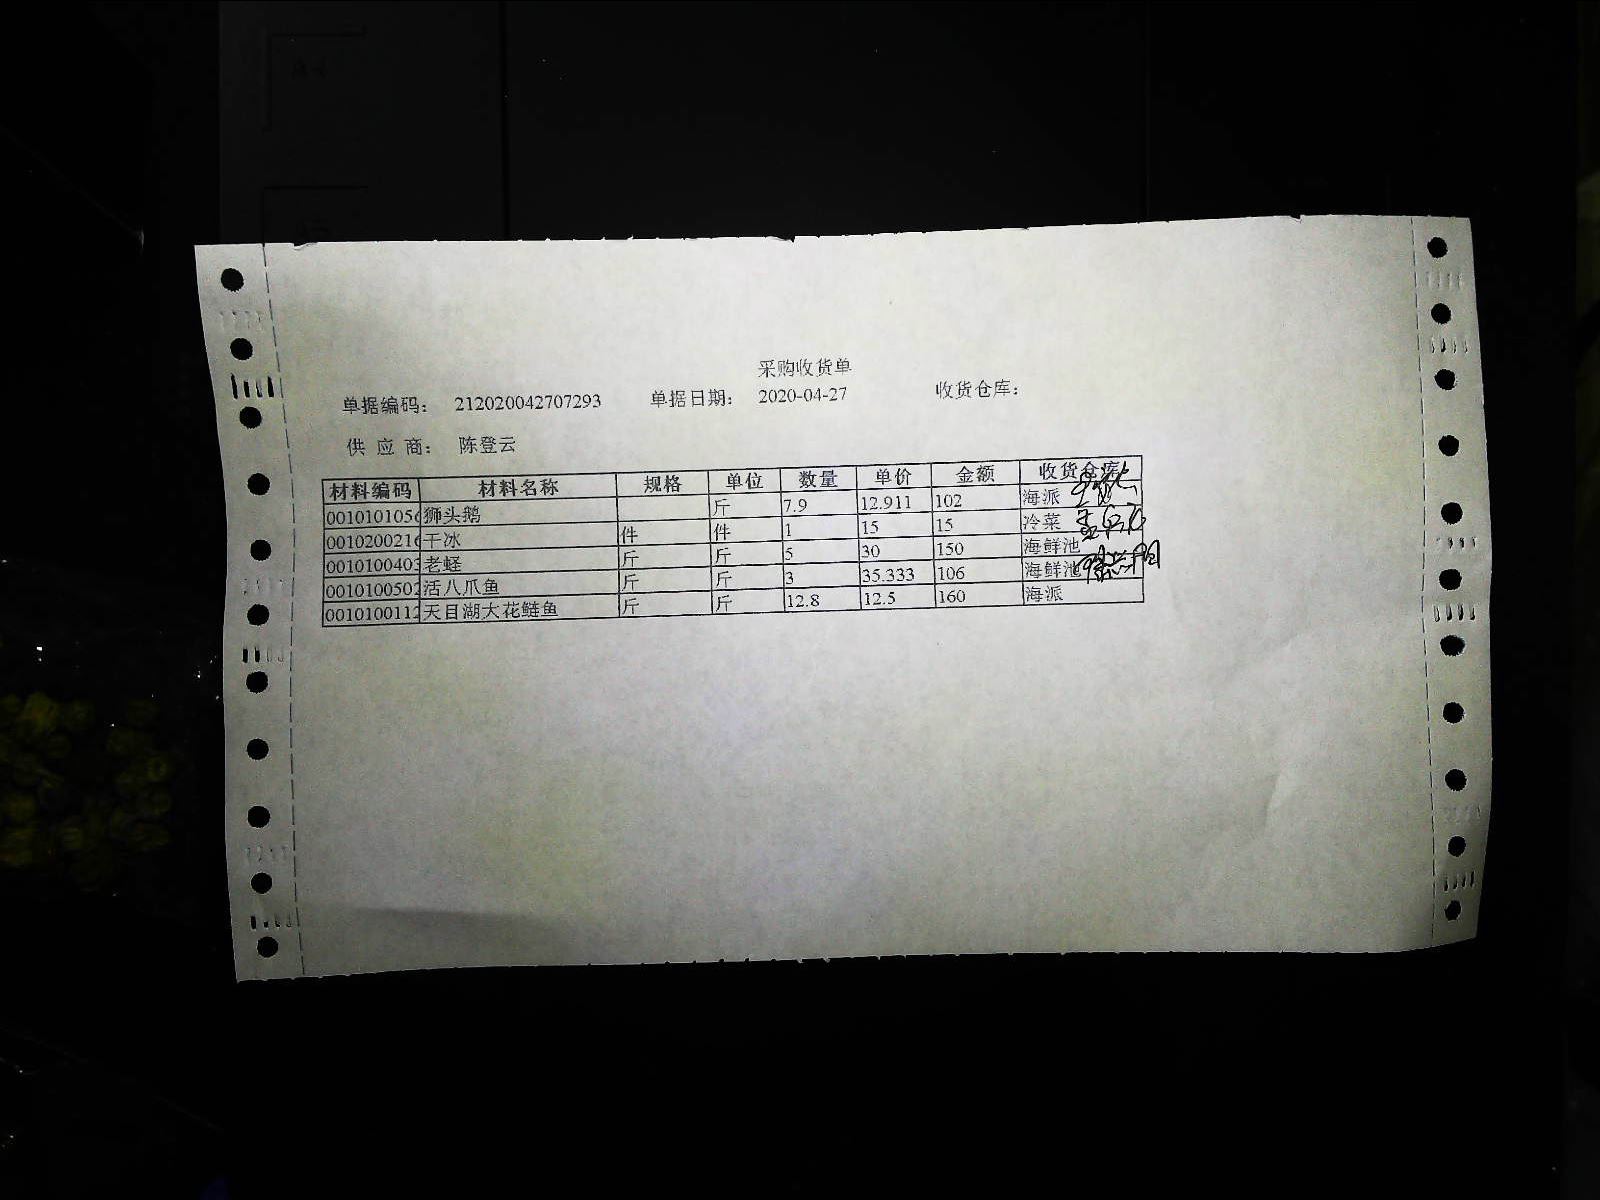 采购收货单
单据编码: 212020042707293 单据日期: 2020-04-27 收货仓库:
供 应 商: 陈登云
材料编码 材料名称 规格 单位 数量 单价 金额 收货仓库
0010101056 狮头鹅 斤 7.9 12.911 102 海派
0010200216 干冰 件 件 1 15 15 冷菜
0010100403 老蛏 斤 斤 5 30 150 海鲜池
0010100502 活八爪鱼 斤 斤 3 35.333 106 海鲜池
0010100112 天目湖大花鲢鱼 斤 斤 12.8 12.5 160 海派